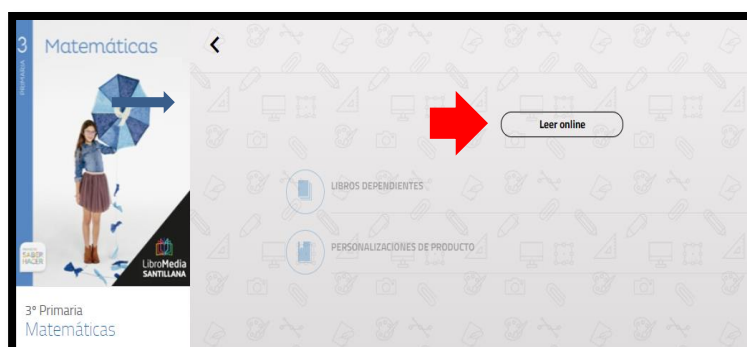 3
PRIMARIA
Matemáticas
SABER
HACER
LibroMedia
SANTILLANA
3º Primaria
Matemáticas
Leer online
LIBROS DEPENDIENTES
PERSONALIZACIONES DE PRODUCTO